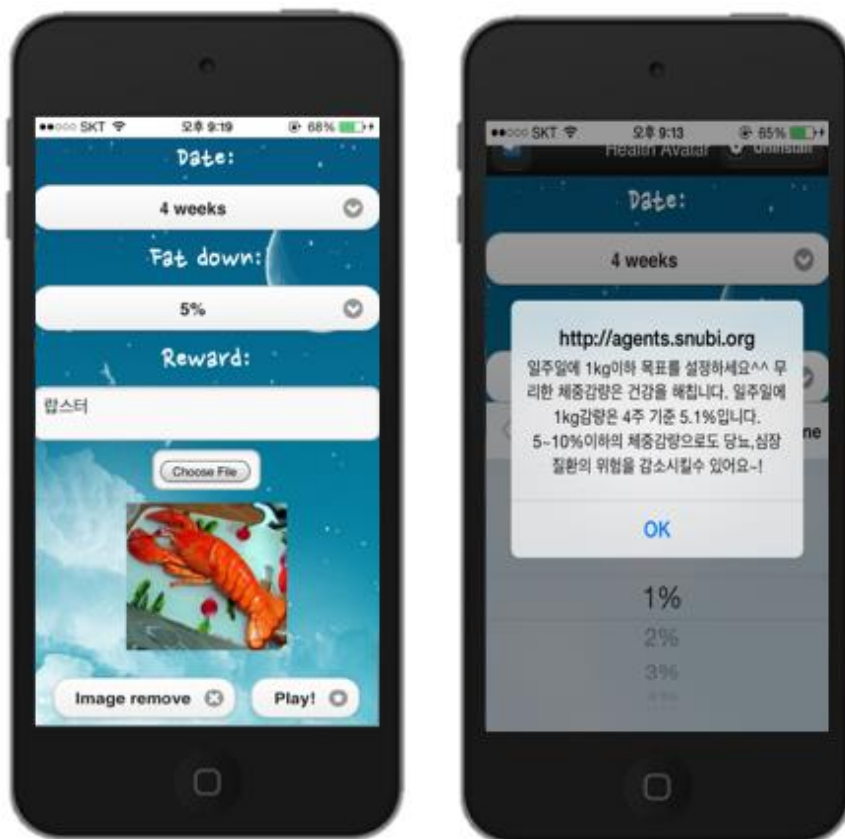 SKT 오후 9:19 68%
Date:
4 weeks
Fat down:
5%
Reward:
랍스터
Choose File
Image remove
Play!
SKT 오후 9:13 65%
Health Avatar Uninstall
Date:
4 weeks
http://agents.snubi.org
일주일에 1kg이하 목표를 설정하세요^^ 무
리한 체중감량은 건강을 해칩니다. 일주일에
1kg감량은 4주 기준 5.1%입니다.
5~10%이하의 체중감량으로도 당뇨,심장
질환의 위험을 감소시킬수 있어요~!
ne
OK
1%
2%
3%